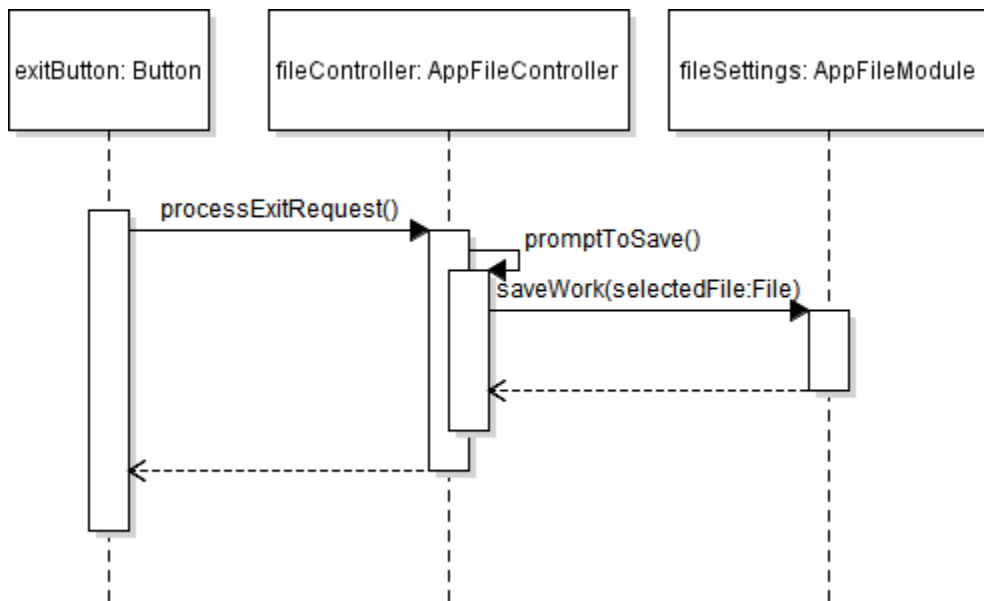 exitButton: Button
fileController: AppFileController
fileSettings: AppFileModule
processExitRequest()
promptToSave()
saveWork(selectedFile:File)